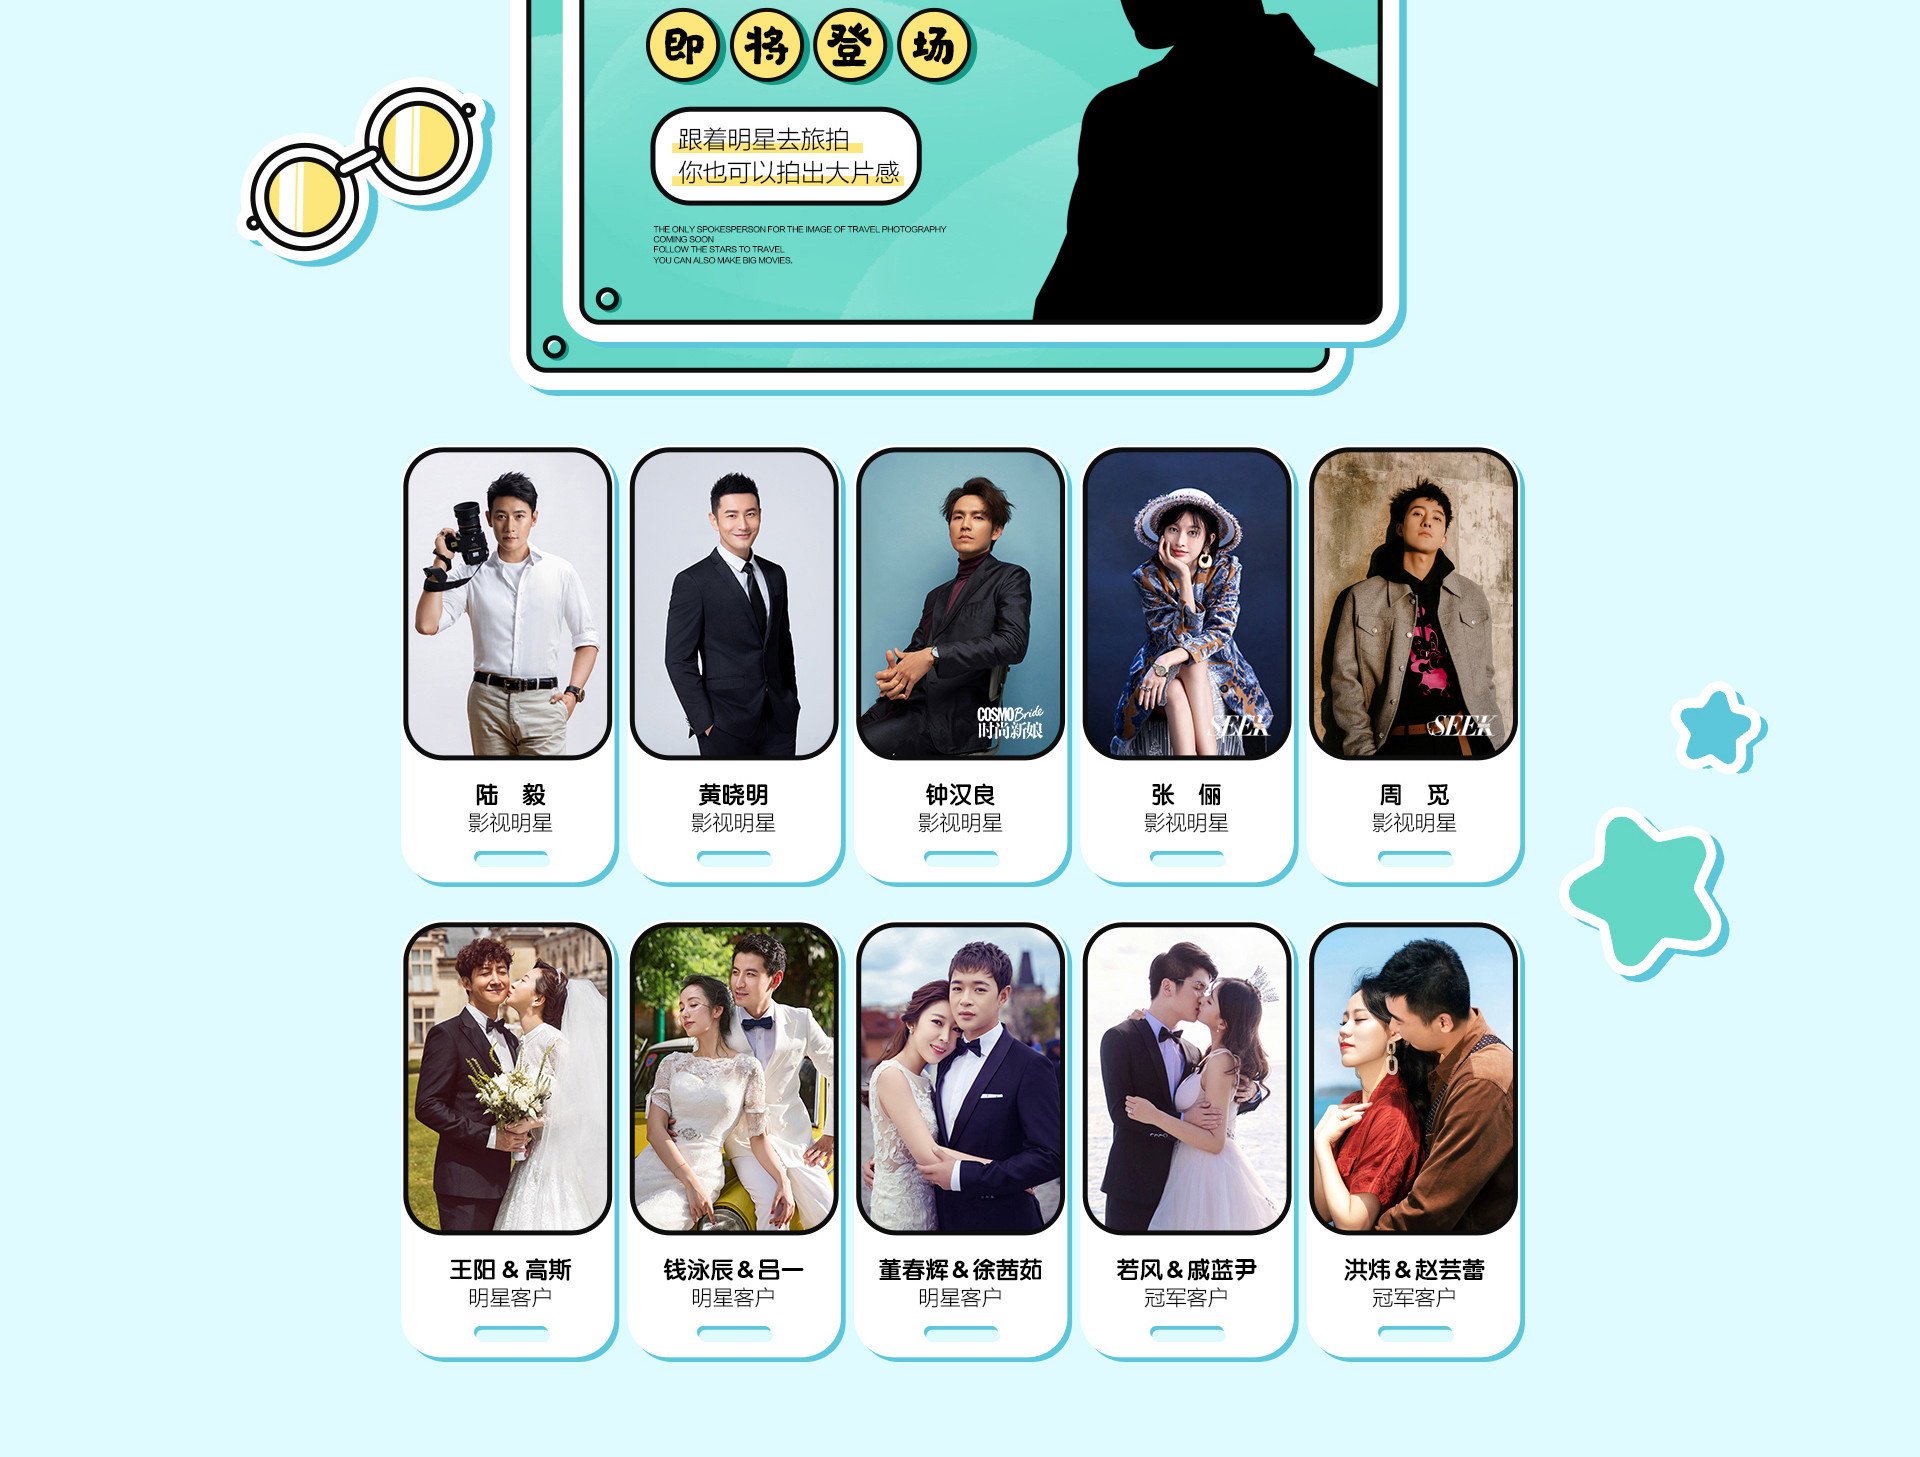 即将登场
跟着明星去旅拍
你也可以拍出大片感
THE ONLY SPOKESPERSON FOR THE IMAGE OF TRAVEL PHOTOGRAPHY
COMING SOON
FOLLOW THE STARS TO TRAVEL
YOU CAN ALSO MAKE BIG MOVIES.
COSMO Bride
时尚新娘
SEEK
SEEK
陆 毅
影视明星
黄晓明
影视明星
钟汉良
影视明星
张 俪
影视明星
周 觅
影视明星
王阳 & 高斯
明星客户
钱泳辰 & 吕一
明星客户
董春辉 & 徐茜茹
明星客户
若风 & 戚蓝尹
冠军客户
洪炜 & 赵芸蕾
冠军客户